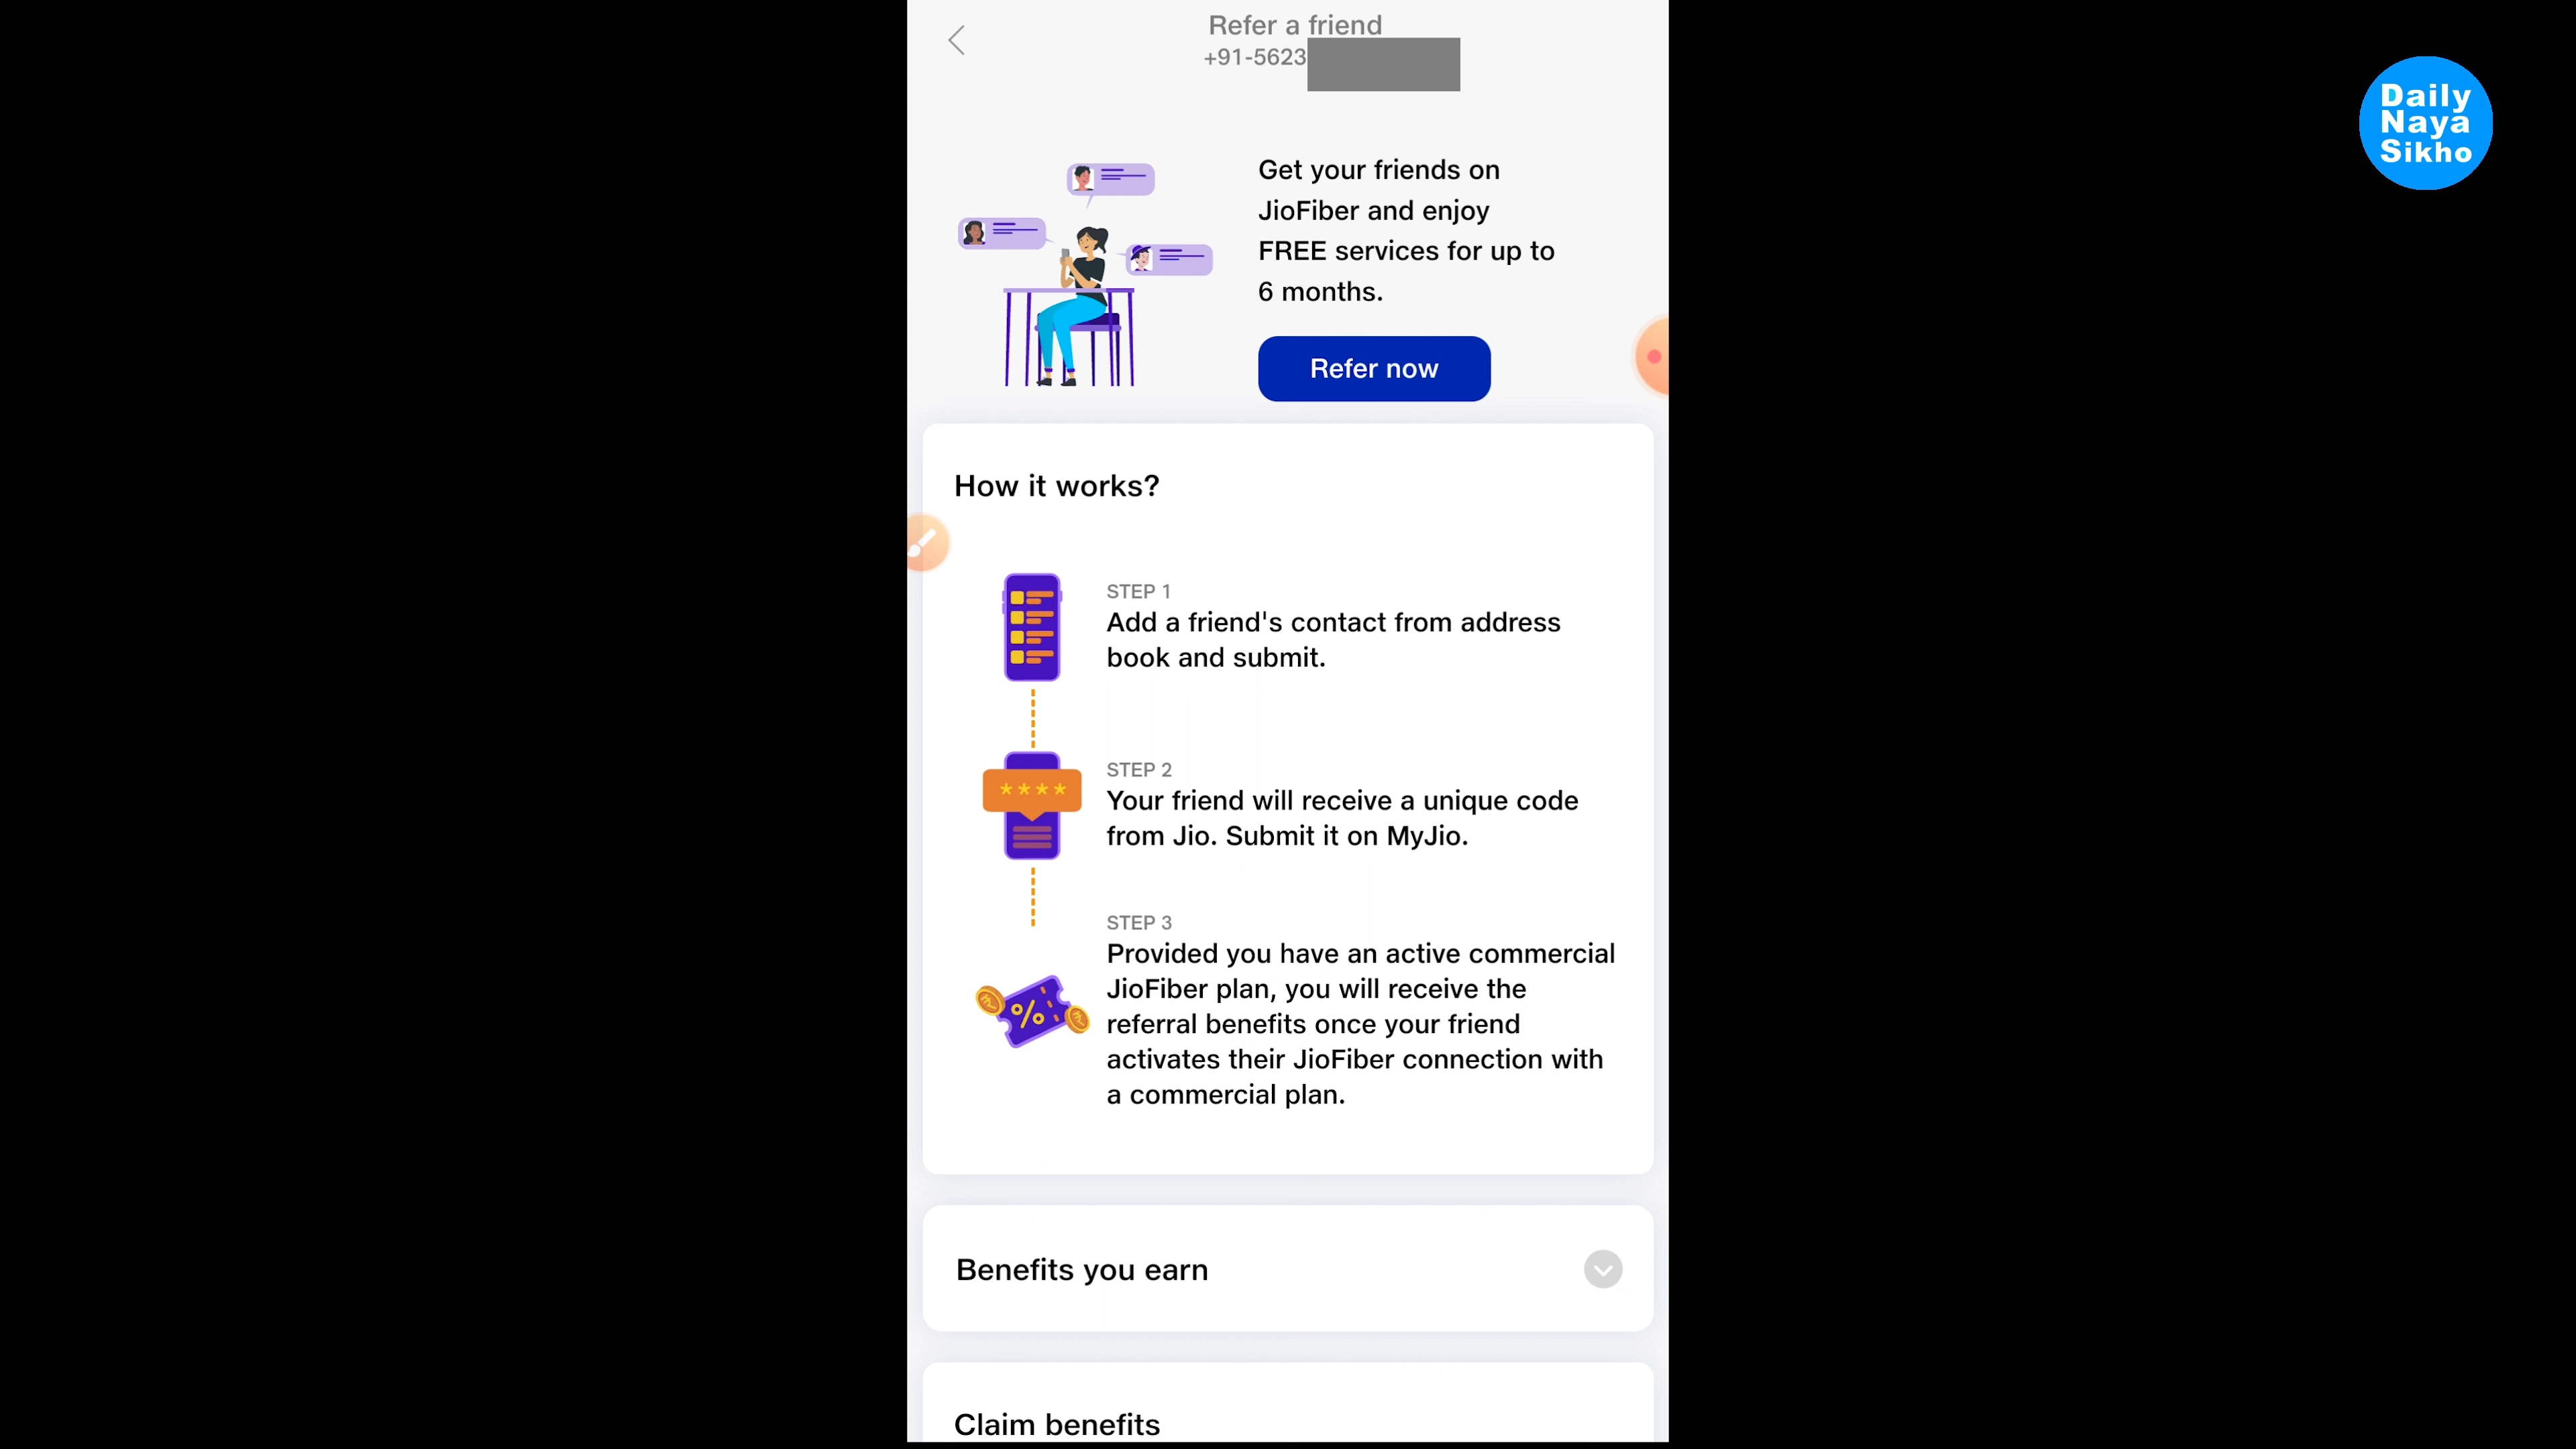 Refer a friend
+91-5623
Daily
Naya
Sikho
Get your friends on
JioFiber and enjoy
FREE services for up to
6 months.
Refer now
How it works?
STEP 1
Add a friend's contact from address
book and submit.
****
STEP 2
Your friend will receive a unique code
from Jio. Submit it on MyJio.
STEP 3
Provided you have an active commercial
JioFiber plan, you will receive the
referral benefits once your friend
activates their JioFiber connection with
a commercial plan.
%
Benefits you earn
Claim benefits